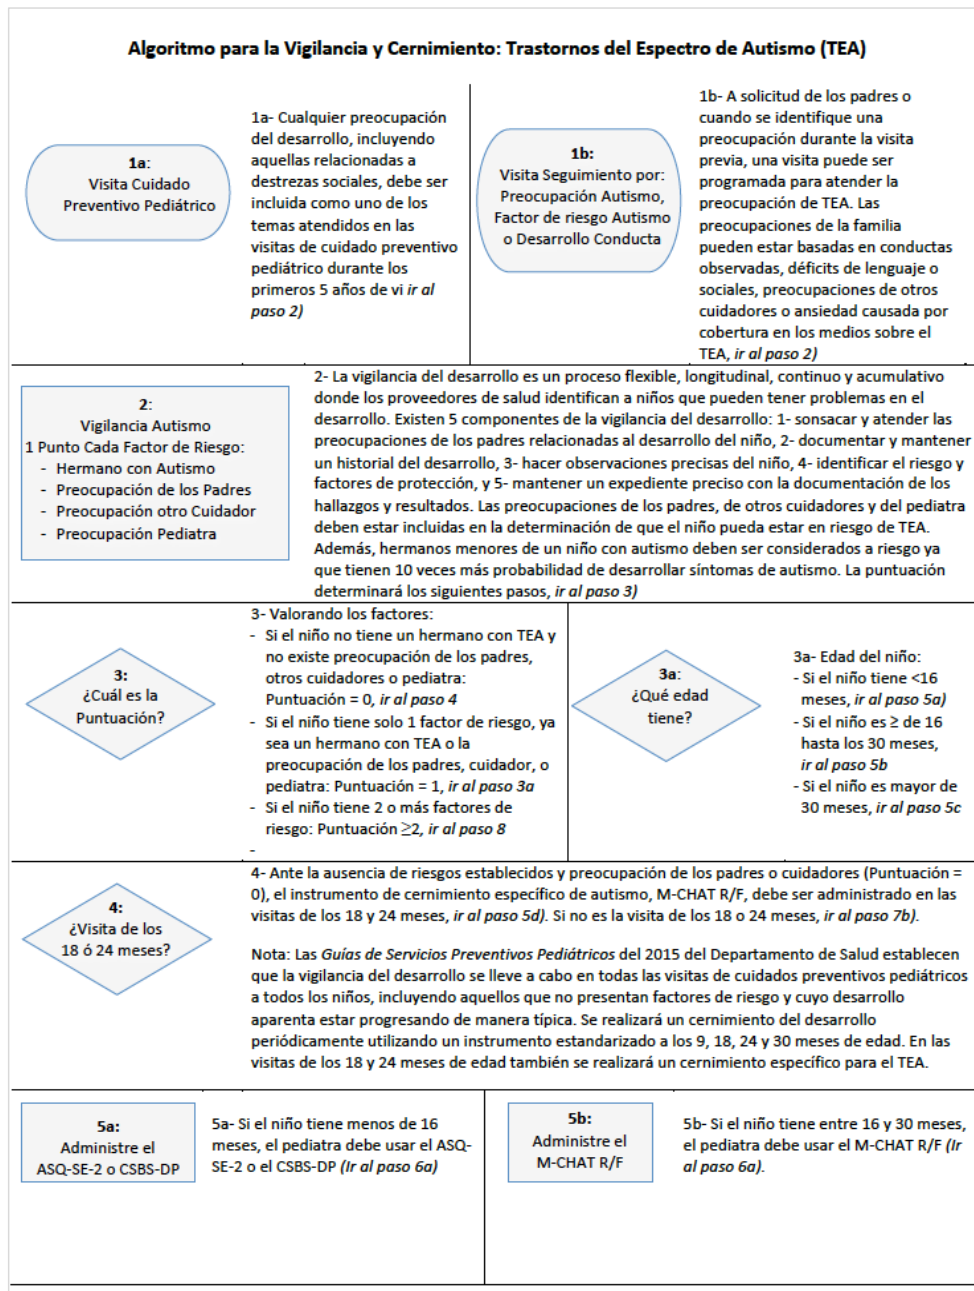 Algoritmo para la Vigilancia y Cernimiento: Trastornos del Espectro de Autismo (TEA)
1a:
Visita Cuidado
Preventivo Pediátrico
1a- Cualquier preocupación
del desarrollo, incluyendo
aquellas relacionadas a
destrezas sociales, debe ser
incluida como uno de los
temas atendidos en las
visitas de cuidado preventivo
pediátrico durante los
primeros 5 años de vi ir al
paso 2)
1b:
Visita Seguimiento por:
Preocupación Autismo,
Factor de riesgo Autismo
o Desarrollo Conducta
1b- A solicitud de los padres o
cuando se identifique una
preocupación durante la visita
previa, una visita puede ser
programada para atender la
preocupación de TEA. Las
preocupaciones de la familia
pueden estar basadas en conductas
observadas, déficits de lenguaje o
sociales, preocupaciones de otros
cuidadores o ansiedad causada por
cobertura en los medios sobre el
TEA, ir al paso 2)
2:
Vigilancia Autismo
1 Punto Cada Factor de Riesgo:
- Hermano con Autismo
- Preocupación de los Padres
- Preocupación otro Cuidador
- Preocupación Pediatra
2- La vigilancia del desarrollo es un proceso flexible, longitudinal, continuo y acumulativo
donde los proveedores de salud identifican a niños que pueden tener problemas en el
desarrollo. Existen 5 componentes de la vigilancia del desarrollo: 1- sonsacar y atender las
preocupaciones de los padres relacionadas al desarrollo del niño, 2- documentar y mantener
un historial del desarrollo, 3- hacer observaciones precisas del niño, 4- identificar el riesgo y
factores de protección, y 5- mantener un expediente preciso con la documentación de los
hallazgos y resultados. Las preocupaciones de los padres, de otros cuidadores y del pediatra
deben estar incluidas en la determinación de que el niño pueda estar en riesgo de TEA.
Además, hermanos menores de un niño con autismo deben ser considerados a riesgo ya
que tienen 10 veces más probabilidad de desarrollar síntomas de autismo. La puntuación
determinará los siguientes pasos, ir al paso 3)
3:
¿Cuál es la
Puntuación?
3- Valorando los factores:
- Si el niño no tiene un hermano con TEA y
no existe preocupación de los padres,
otros cuidadores o pediatra:
Puntuación = 0, ir al paso 4
- Si el niño tiene solo 1 factor de riesgo, ya
sea un hermano con TEA o la
preocupación de los padres, cuidador, o
pediatra: Puntuación = 1, ir al paso 3a
- Si el niño tiene 2 o más factores de
riesgo: Puntuación ≥2, ir al paso 8
-
3a:
¿Qué edad
tiene?
3a- Edad del niño:
- Si el niño tiene <16
meses, ir al paso 5a)
- Si el niño es ≥ de 16
hasta los 30 meses,
ir al paso 5b
- Si el niño es mayor de
30 meses, ir al paso 5c
4:
¿Visita de los
18 ó 24 meses?
4- Ante la ausencia de riesgos establecidos y preocupación de los padres o cuidadores (Puntuación =
0), el instrumento de cernimiento específico de autismo, M-CHAT R/F, debe ser administrado en las
visitas de los 18 y 24 meses, ir al paso 5d). Si no es la visita de los 18 o 24 meses, ir al paso 7b).
Nota: Las Guías de Servicios Preventivos Pediátricos del 2015 del Departamento de Salud establecen
que la vigilancia del desarrollo se lleve a cabo en todas las visitas de cuidados preventivos pediátricos
a todos los niños, incluyendo aquellos que no presentan factores de riesgo y cuyo desarrollo
aparenta estar progresando de manera típica. Se realizará un cernimiento del desarrollo
periódicamente utilizando un instrumento estandarizado a los 9, 18, 24 y 30 meses de edad. En las
visitas de los 18 y 24 meses de edad también se realizará un cernimiento específico para el TEA.
5a:
Administre el
ASQ-SE-2 o CSBS-DP
5a- Si el niño tiene menos de 16
meses, el pediatra debe usar el ASQ-
SE-2 o el CSBS-DP (Ir al paso 6a)
5b:
Administre el
M-CHAT R/F
5b- Si el niño tiene entre 16 y 30 meses,
el pediatra debe usar el M-CHAT R/F (Ir
al paso 6a).